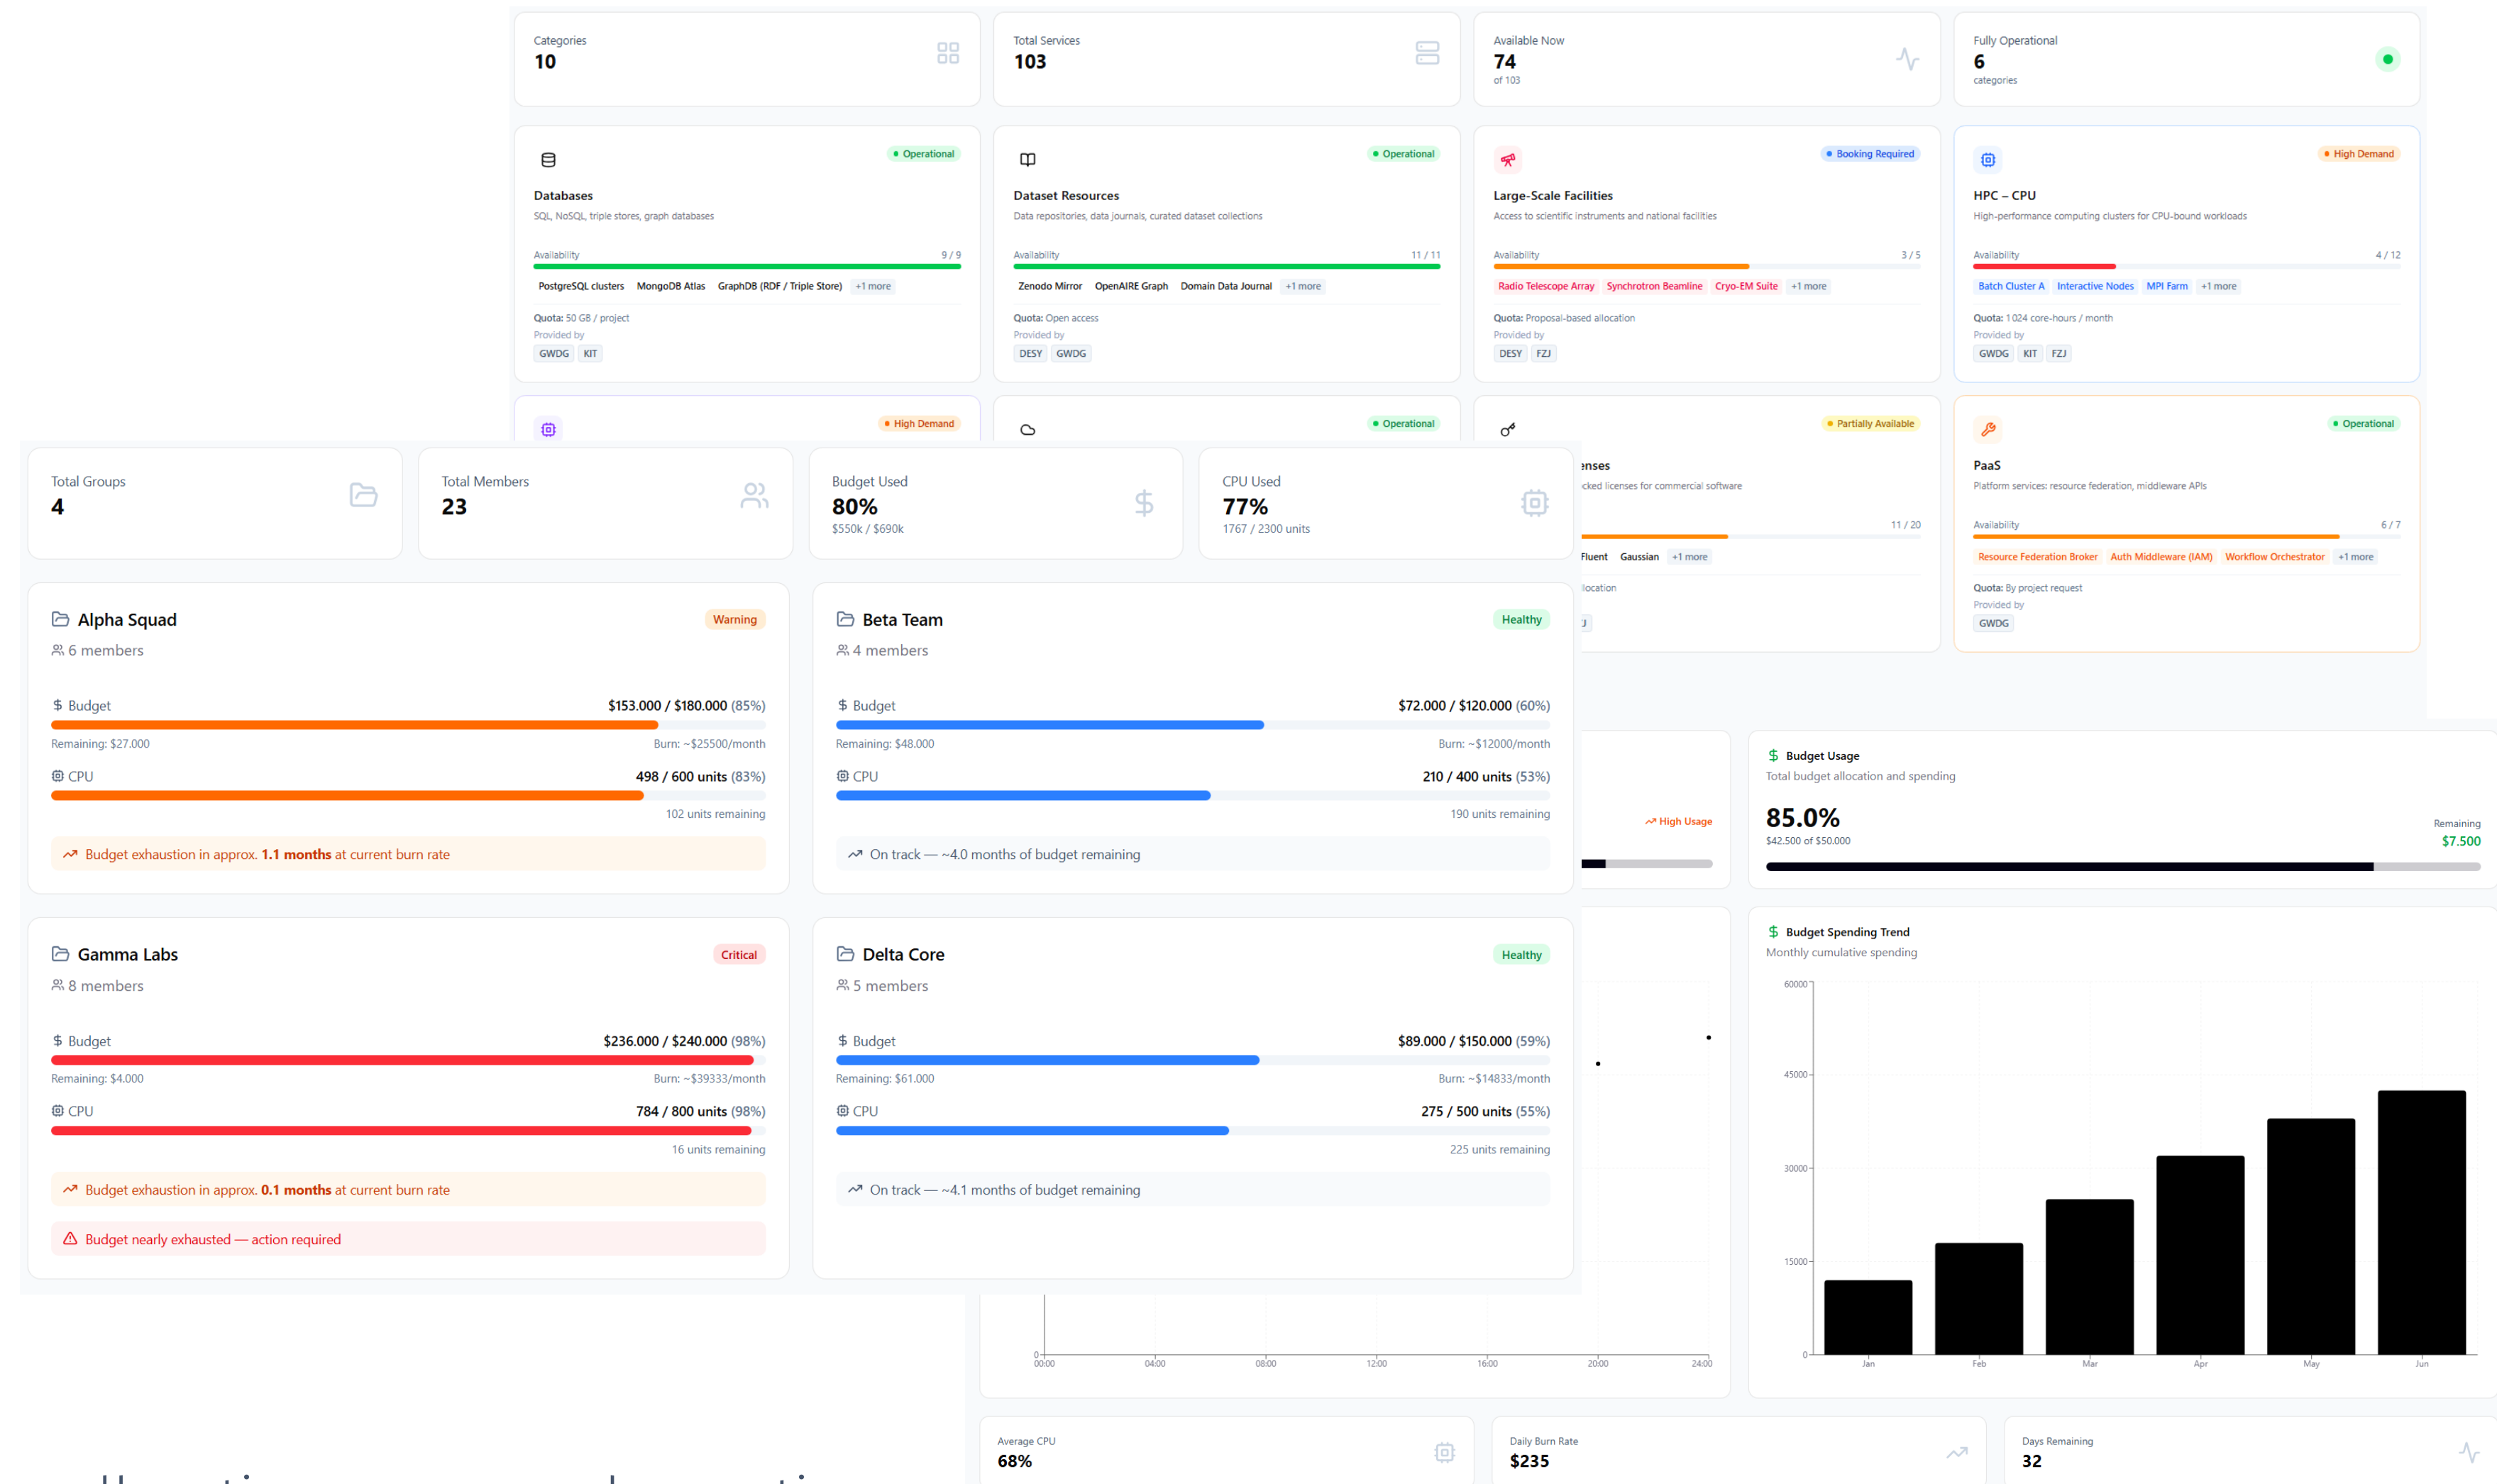 Categories
10
Total Services
103
Available Now
74
of 103
Fully Operational
6
categories
Operational
Databases
SQL, NoSQL, triple stores, graph databases
Availability 9 / 9
PostgreSQL clusters MongoDB Atlas GraphDB (RDF / Triple Store) +1 more
Quota: 50 GB / project
Provided by
GWDG KIT
Operational
Dataset Resources
Data repositories, data journals, curated dataset collections
Availability 11 / 11
Zenodo Mirror OpenAIRE Graph Domain Data Journal +1 more
Quota: Open access
Provided by
DESY GWDG
Booking Required
Large-Scale Facilities
Access to scientific instruments and national facilities
Availability 3 / 5
Radio Telescope Array Synchrotron Beamline Cryo-EM Suite +1 more
Quota: Proposal-based allocation
Provided by
DESY FZJ
High Demand
HPC – CPU
High-performance computing clusters for CPU-bound workloads
Availability 4 / 12
Batch Cluster A Interactive Nodes MPI Farm +1 more
Quota: 1 024 core-hours / month
Provided by
GWDG KIT FZJ
High Demand
Operational
Partially Available
enses
cked licenses for commercial software
11 / 20
Fluent Gaussian +1 more
location
Operational
PaaS
Platform services: resource federation, middleware APIs
Availability 6 / 7
Resource Federation Broker Auth Middleware (IAM) Workflow Orchestrator +1 more
Quota: By project request
Provided by
GWDG
Total Groups
4
Total Members
23
Budget Used
80%
$550k / $690k
CPU Used
77%
1767 / 2300 units
Alpha Squad Warning
6 members
Budget $153.000 / $180.000 (85%)
Remaining: $27.000 Burn: ~$25500/month
CPU 498 / 600 units (83%)
102 units remaining
Budget exhaustion in approx. 1.1 months at current burn rate
Beta Team Healthy
4 members
Budget $72.000 / $120.000 (60%)
Remaining: $48.000 Burn: ~$12000/month
CPU 210 / 400 units (53%)
190 units remaining
On track — ~4.0 months of budget remaining
Gamma Labs Critical
8 members
Budget $236.000 / $240.000 (98%)
Remaining: $4.000 Burn: ~$39333/month
CPU 784 / 800 units (98%)
16 units remaining
Budget exhaustion in approx. 0.1 months at current burn rate
Budget nearly exhausted — action required
Delta Core Healthy
5 members
Budget $89.000 / $150.000 (59%)
Remaining: $61.000 Burn: ~$14833/month
CPU 275 / 500 units (55%)
225 units remaining
On track — ~4.1 months of budget remaining
High Usage
Budget Usage
Total budget allocation and spending
85.0%
$42.500 of $50.000
Remaining
$7.500
Budget Spending Trend
Monthly cumulative spending
60000
45000
30000
15000
0
Jan Feb Mar Apr May Jun
0
00:00 04:00 08:00 12:00 16:00 20:00 24:00
Average CPU
68%
Daily Burn Rate
$235
Days Remaining
32